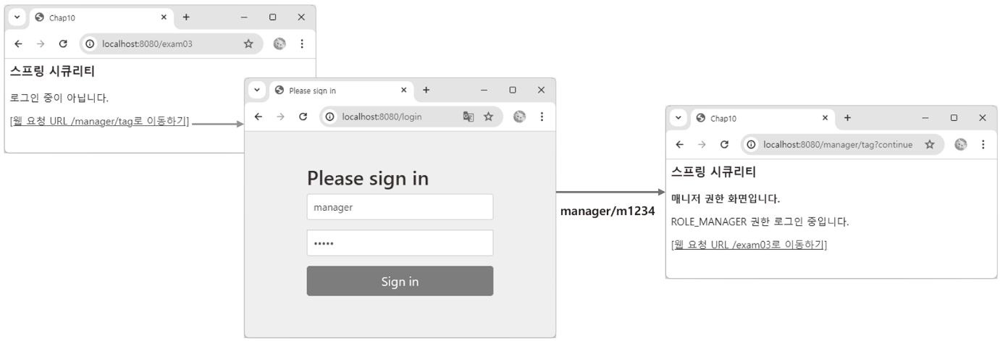 Chap10
localhost:8080/exam03
스프링 시큐리티
로그인 중이 아닙니다.
[웹 요청 URL /manager/tag로 이동하기]
Please sign in
localhost:8080/login
Please sign in
manager
•••••
Sign in
manager/m1234
Chap10
localhost:8080/manager/tag?continue
스프링 시큐리티
매니저 권한 화면입니다.
ROLE_MANAGER 권한 로그인 중입니다.
[웹 요청 URL /exam03로 이동하기]